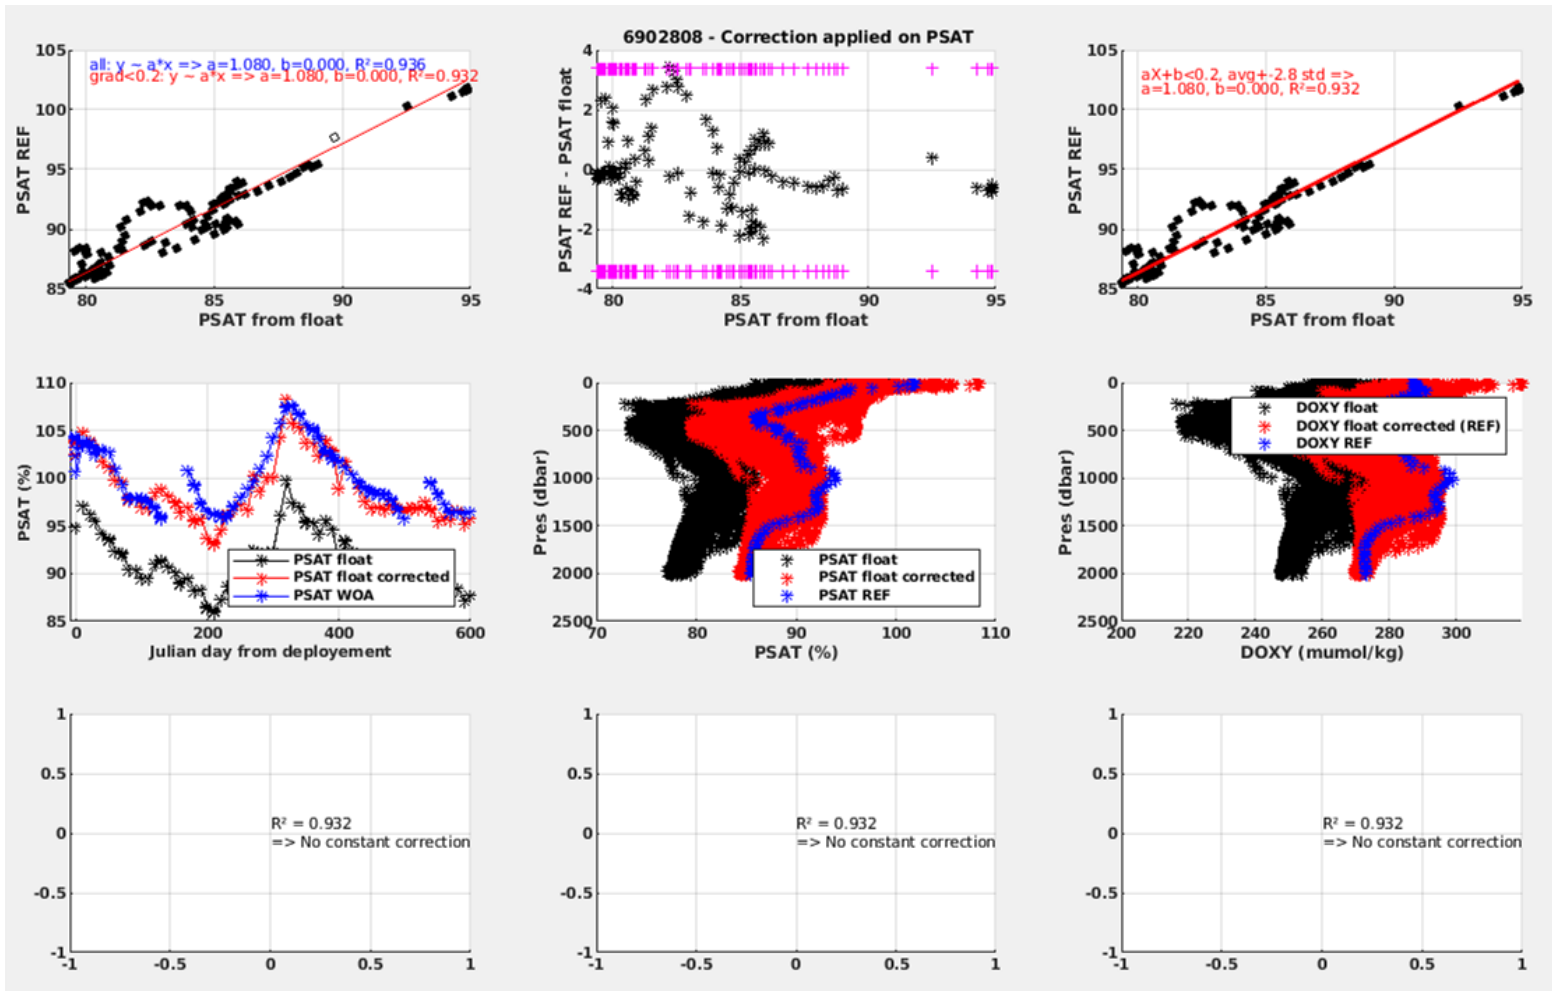 6902808 - Correction applied on PSAT
105
100
95
90
85
80
85
90
95
PSAT REF
PSAT from float
all: y ~ a*x => a=1.080, b=0.000, R²=0.936
grad<0.2: y ~ a*x => a=1.080, b=0.000, R²=0.932
4
2
0
-2
-4
80
85
90
95
PSAT REF - PSAT float
PSAT from float
105
100
95
90
85
80
85
90
95
PSAT REF
PSAT from float
aX+b<0.2, avg+-2.8 std =>
a=1.080, b=0.000, R²=0.932
110
105
100
95
90
85
0
200
400
600
PSAT (%)
Julian day from deployement
PSAT float
PSAT float corrected
PSAT WOA
0
500
1000
1500
2000
2500
70
80
90
100
110
Pres (dbar)
PSAT (%)
PSAT float
PSAT float corrected
PSAT REF
0
500
1000
1500
2000
2500
200
220
240
260
280
300
Pres (dbar)
DOXY (mumol/kg)
DOXY float
DOXY float corrected (REF)
DOXY REF
1
0.5
0
-0.5
-1
-1
-0.5
0
0.5
1
R² = 0.932
=> No constant correction
1
0.5
0
-0.5
-1
-1
-0.5
0
0.5
1
R² = 0.932
=> No constant correction
1
0.5
0
-0.5
-1
-1
-0.5
0
0.5
1
R² = 0.932
=> No constant correction